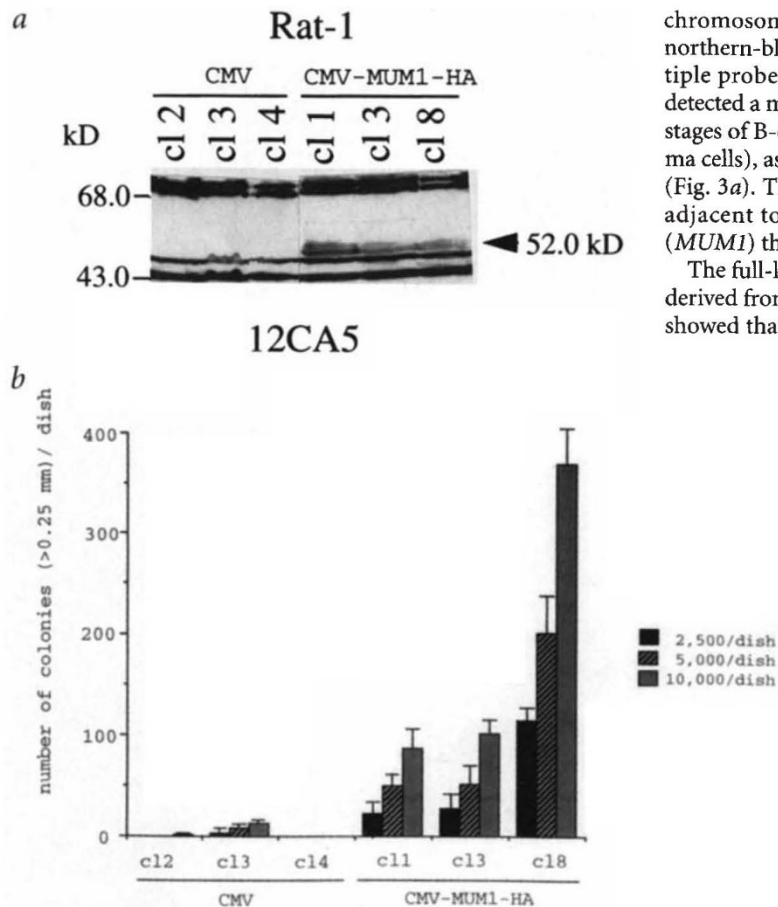 a
Rat-1
CMV CMV-MUM1-HA
kD
cl 2 cl 3 cl 4 cl 1 cl 3 cl 8
68.0
52.0 kD
43.0
12CA5
b
number of colonies (>0.25 mm)/ dish
400
300
200
100
0
cl2 cl3 cl4 cl1 cl3 cl8
CMV CMV-MUM1-HA
2,500/dish
5,000/dish
10,000/dish
chromosom
northern-bl
tiple probe
detected a m
stages of B-
ma cells), as
(Fig. 3a). T
adjacent to
(MUM1) th
The full-l
derived from
showed tha